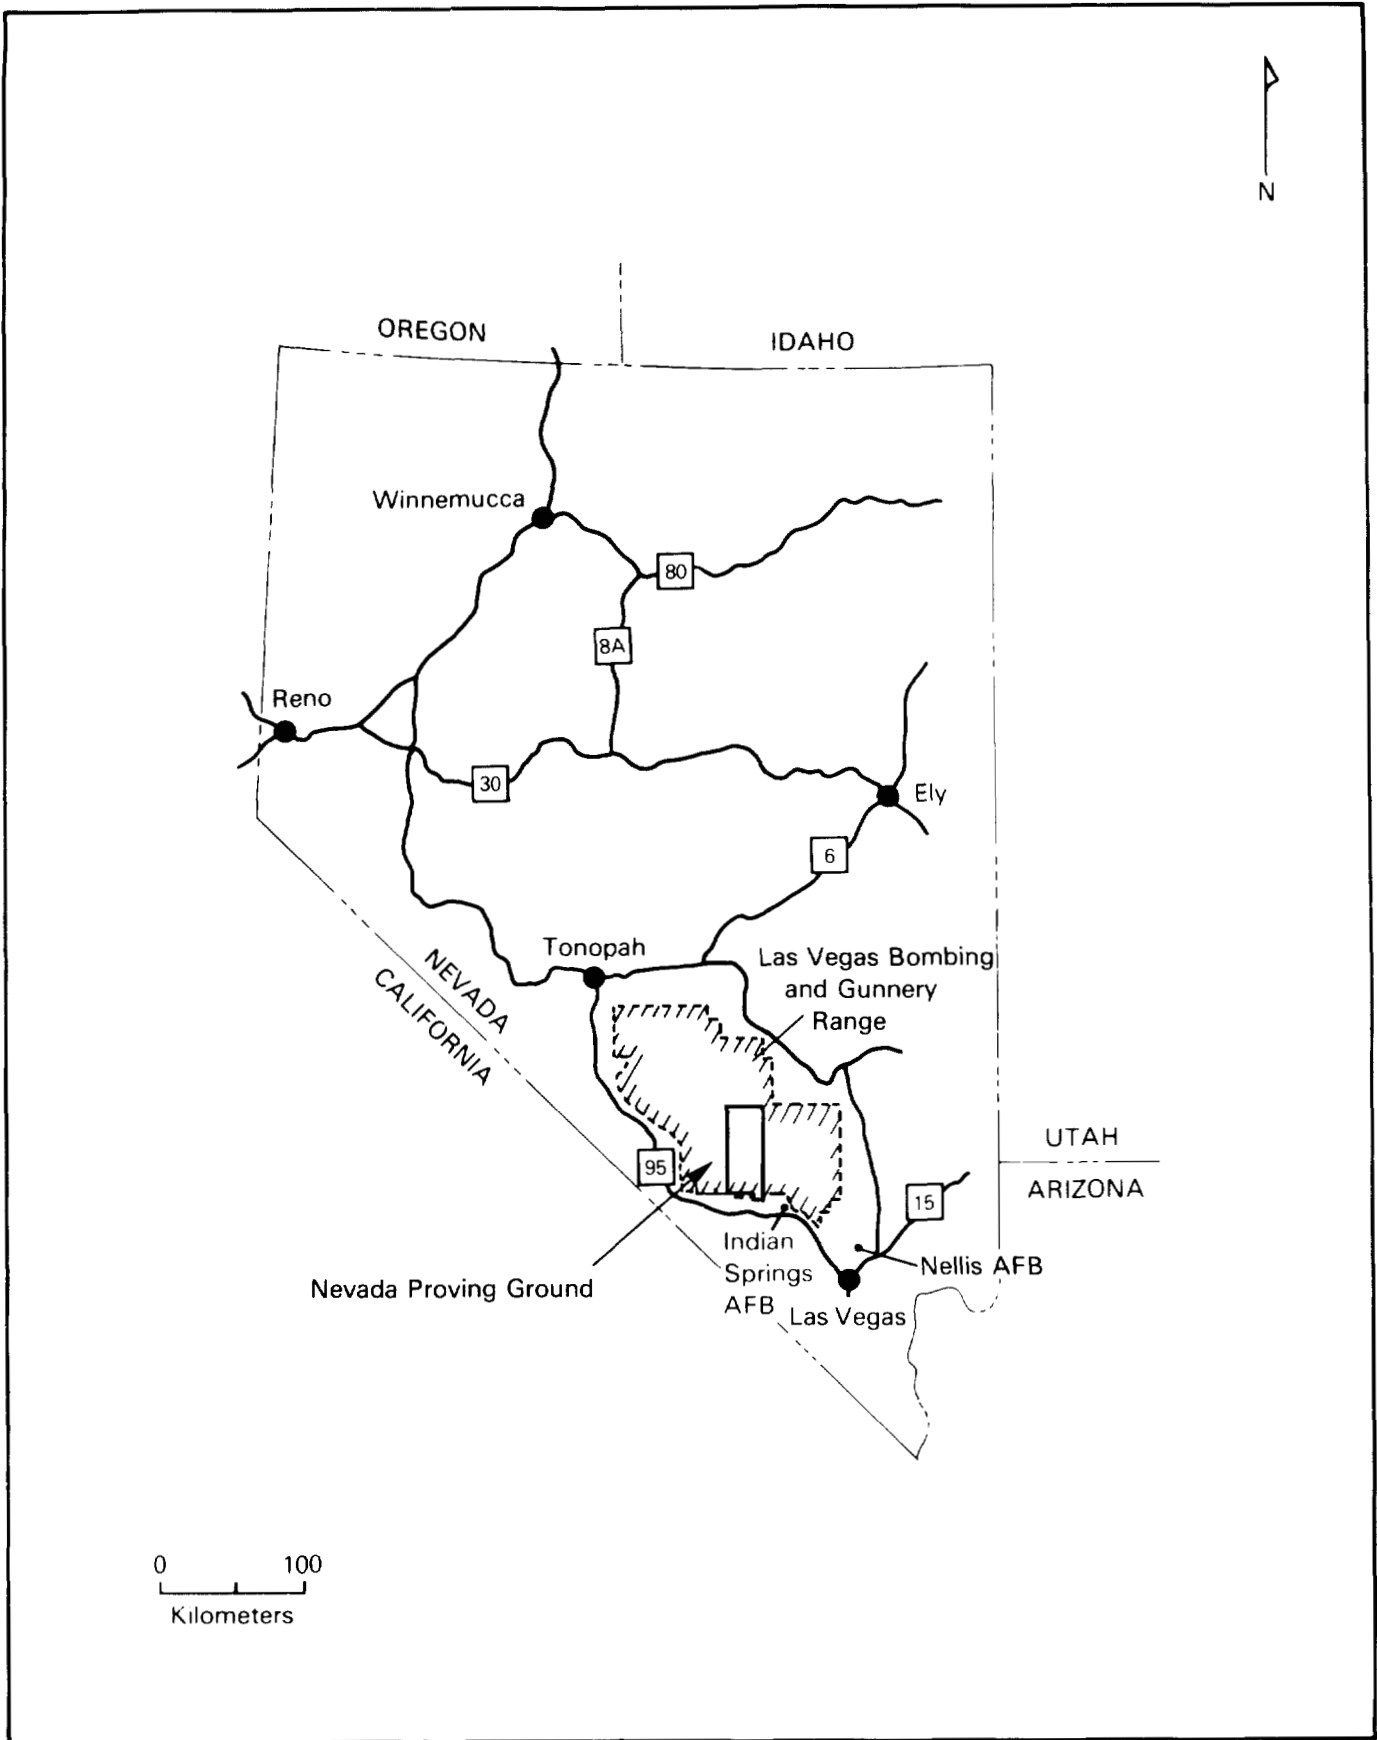 N
OREGON
IDAHO
Winnemucca
80
8A
Reno
30
Ely
6
Tonopah
Las Vegas Bombing
and Gunnery
Range
NEVADA
CALIFORNIA
UTAH
95
ARIZONA
15
Indian
Springs
AFB
Nellis AFB
Nevada Proving Ground
Las Vegas
0 100
Kilometers